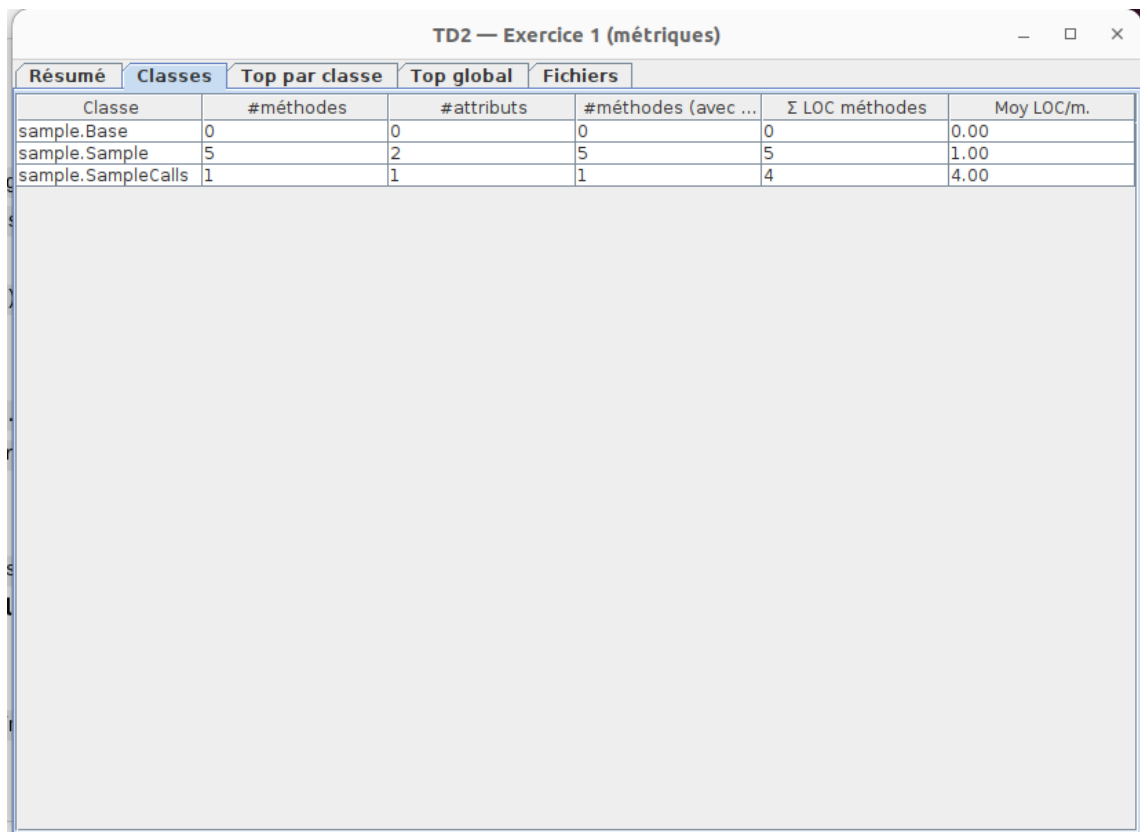 TD2 — Exercice 1 (métriques)
Résumé Classes Top par classe Top global Fichiers
Classe #méthodes #attributs #méthodes (avec ... Σ LOC méthodes Moy LOC/m.
sample.Base 0 0 0 0 0.00
sample.Sample 5 2 5 5 1.00
sample.SampleCalls 1 1 1 4 4.00